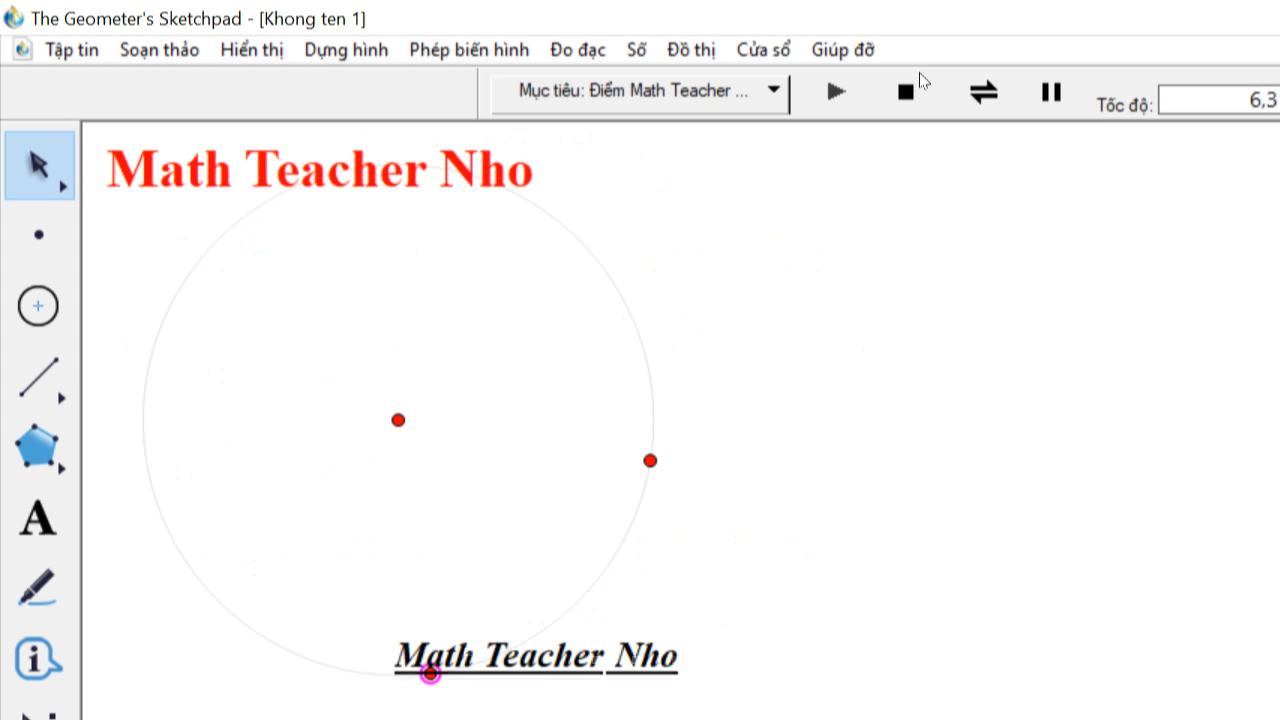 The Geometer's Sketchpad - [Khong ten 1]
Tập tin Soạn thảo Hiển thị Dựng hình Phép biến hình Đo đạc Số Đồ thị Cửa sổ Giúp đỡ
Mục tiêu: Điểm Math Teacher ...
Tốc độ: 6,3
Math Teacher Nho
A
i
Math Teacher Nho